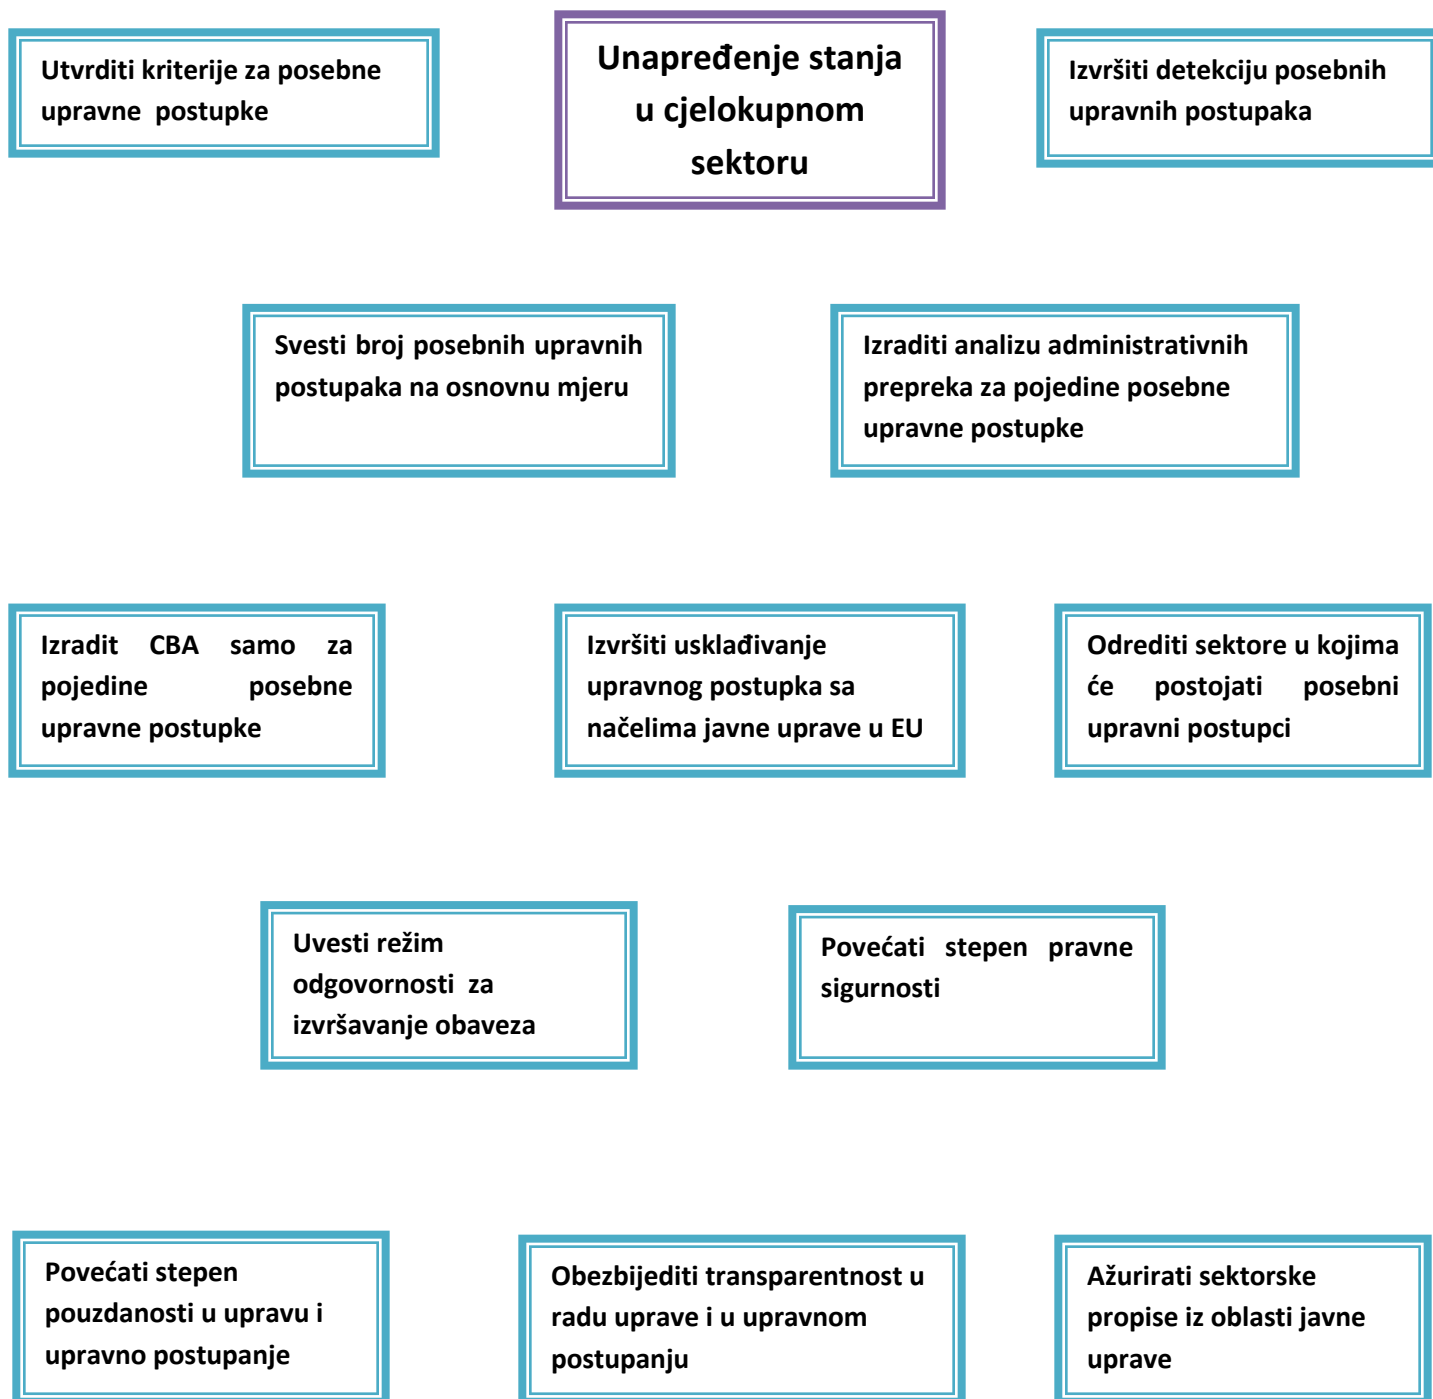 Utvrditi kriterije za posebne
upravne postupke
Unapređenje stanja
u cjelokupnom
sektoru
Izvršiti detekciju posebnih
upravnih postupaka
Svesti broj posebnih upravnih
postupaka na osnovnu mjeru
Izraditi analizu administrativnih
prepreka za pojedine posebne
upravne postupke
Izradit CBA samo za
pojedine posebne
upravne postupke
Izvršiti usklađivanje
upravnog postupka sa
načelima javne uprave u EU
Odrediti sektore u kojima
će postojati posebni
upravni postupci
Uvesti režim
odgovornosti za
izvršavanje obaveza
Povećati stepen pravne
sigurnosti
Povećati stepen
pouzdanosti u upravu i
upravno postupanje
Obezbijediti transparentnost u
radu uprave i u upravnom
postupanju
Ažurirati sektorske
propise iz oblasti javne
uprave